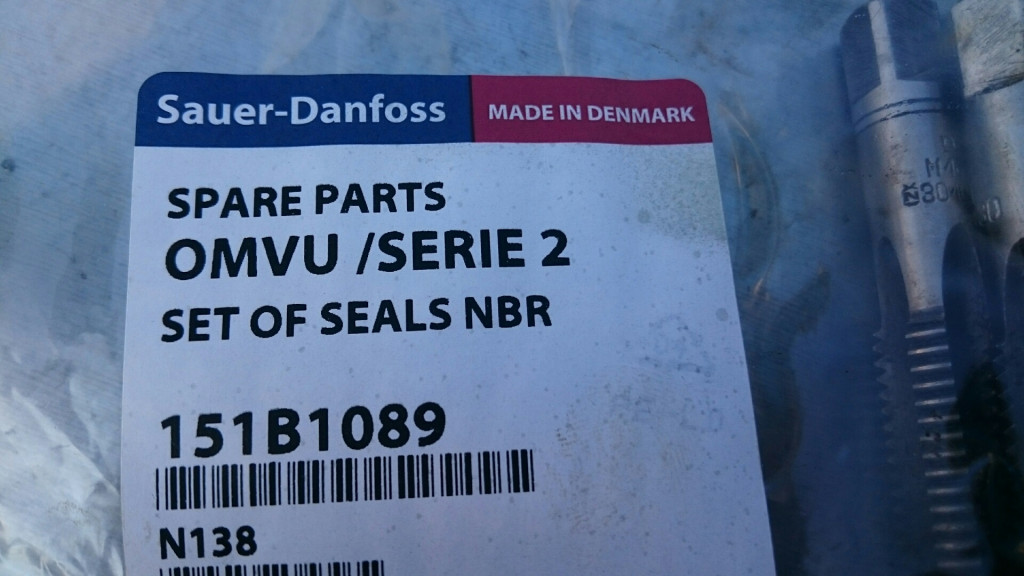 Sauer-Danfoss MADE IN DENMARK
SPARE PARTS
OMVU /SERIE 2
SET OF SEALS NBR
151B1089
N138